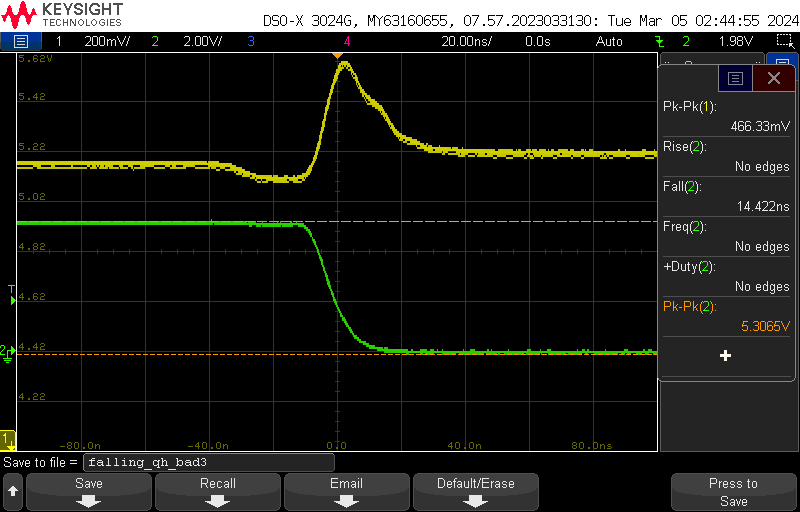 KEYSIGHT
TECHNOLOGIES
DSO-X 3024G, MY63160655, 07.57.2023033130: Tue Mar 05 02:44:55 2024
1 200mV/ 2 2.00V/ 3 4 20.00ns/ 0.0s Auto 2 1.98V
5.62V
5.42
5.22
5.02
4.82
4.62
4.42
4.22
T
2
1
-80.0n -40.0n 0.0 40.0n 80.0ns
Pk-Pk(1):
466.33mV
Rise(2):
No edges
Fall(2):
14.422ns
Freq(2):
No edges
+Duty(2):
No edges
Pk-Pk(2):
5.3065V
Save to file = falling_qh_bad3
Save
Recall
Email
Default/Erase
Press to
Save